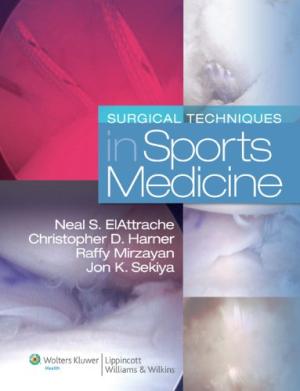 SURGICAL TECHNIQUES
in Sports
Medicine
Neal S. ElAttrache
Christopher D. Harner
Raffy Mirzayan
Jon K. Sekiya
Wolters Kluwer
Health
Lippincott
Williams & Wilkins